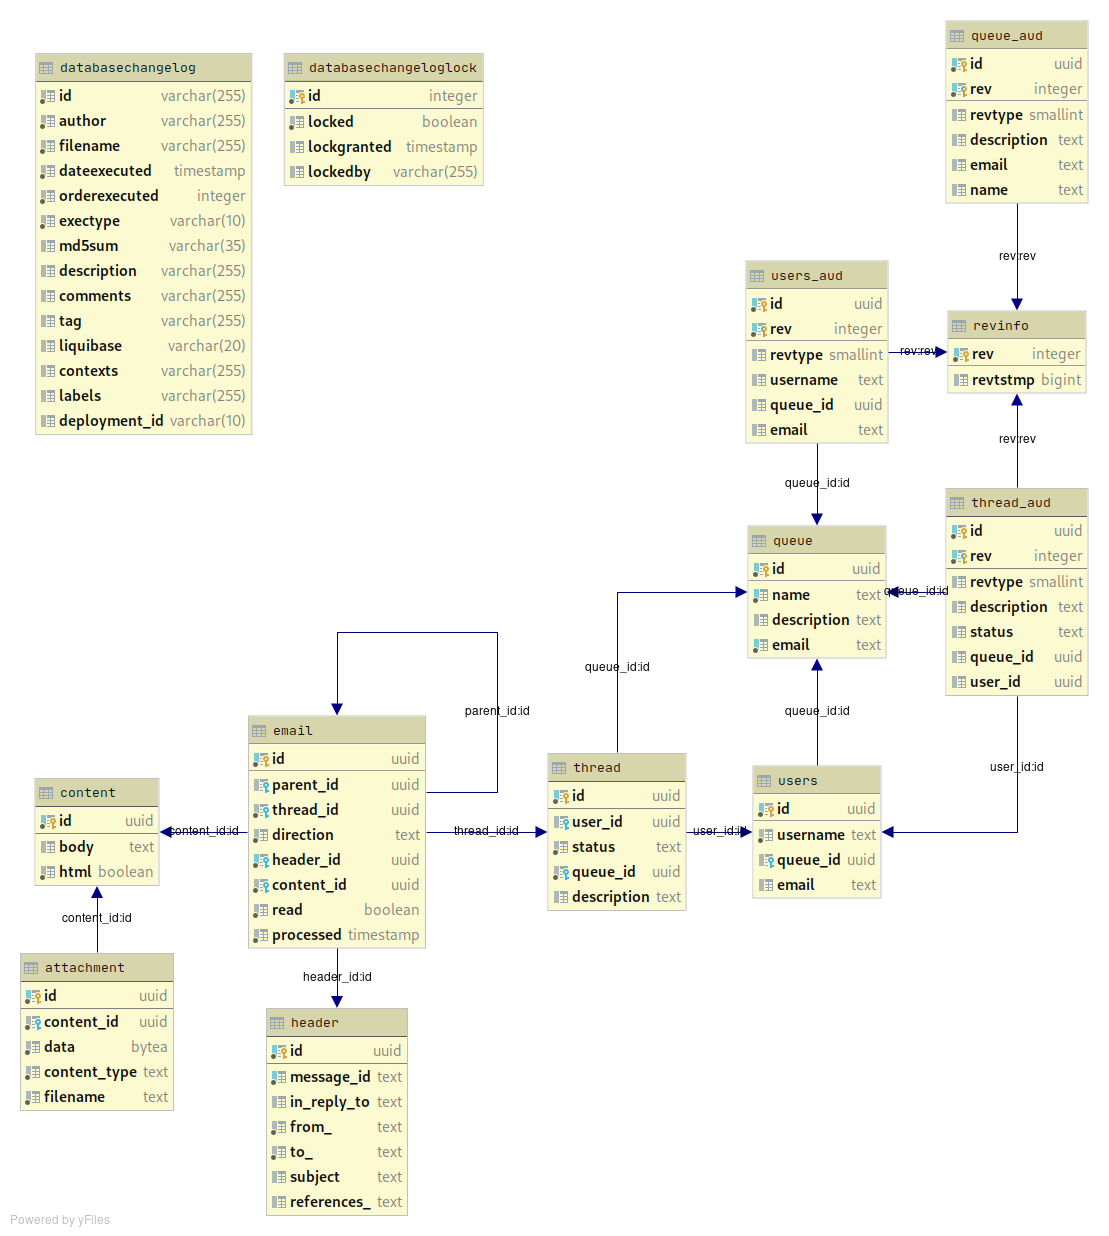 databasechangelog
id varchar(255)
author varchar(255)
filename varchar(255)
dateexecuted timestamp
orderexecuted integer
exectype varchar(10)
md5sum varchar(35)
description varchar(255)
comments varchar(255)
tag varchar(255)
liquibase varchar(20)
contexts varchar(255)
labels varchar(255)
deployment_id varchar(10)
databasechangeloglock
id integer
locked boolean
lockgranted timestamp
lockedby varchar(255)
queue_aud
id uuid
rev integer
revtype smallint
description text
email text
name text
rev:rev
users_aud
id uuid
rev integer
revtype smallint
username text
queue_id uuid
email text
rev:rev
revinfo
rev integer
revtstmp bigint
rev:rev
queue_id:id
thread_aud
id uuid
rev integer
revtype smallint
description text
status text
queue_id uuid
user_id uuid
queue
id uuid
name text
description text
email text
queue_id:id
queue_id:id
queue_id:id
user_id:id
parent_id:id
email
id uuid
parent_id uuid
thread_id uuid
direction text
header_id uuid
content_id uuid
read boolean
processed timestamp
thread
id uuid
user_id uuid
status text
queue_id uuid
description text
users
id uuid
username text
queue_id uuid
email text
content
id uuid
body text
html boolean
content_id:id
thread_id:id
user_id:id
content_id:id
attachment
id uuid
content_id uuid
data bytea
content_type text
filename text
header_id:id
header
id uuid
message_id text
in_reply_to text
from_ text
to_ text
subject text
references_ text
Powered by yFiles